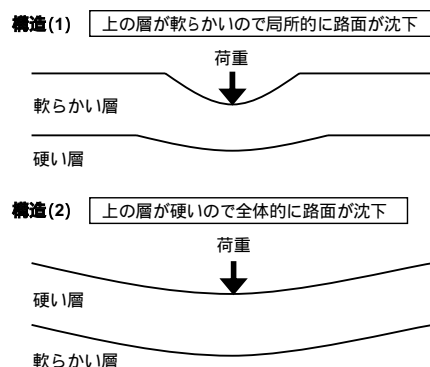 構造(1) 上の層が軟らかいので局所的に路面が沈下
荷重
軟らかい層
硬い層
構造(2) 上の層が硬いので全体的に路面が沈下
荷重
硬い層
軟らかい層